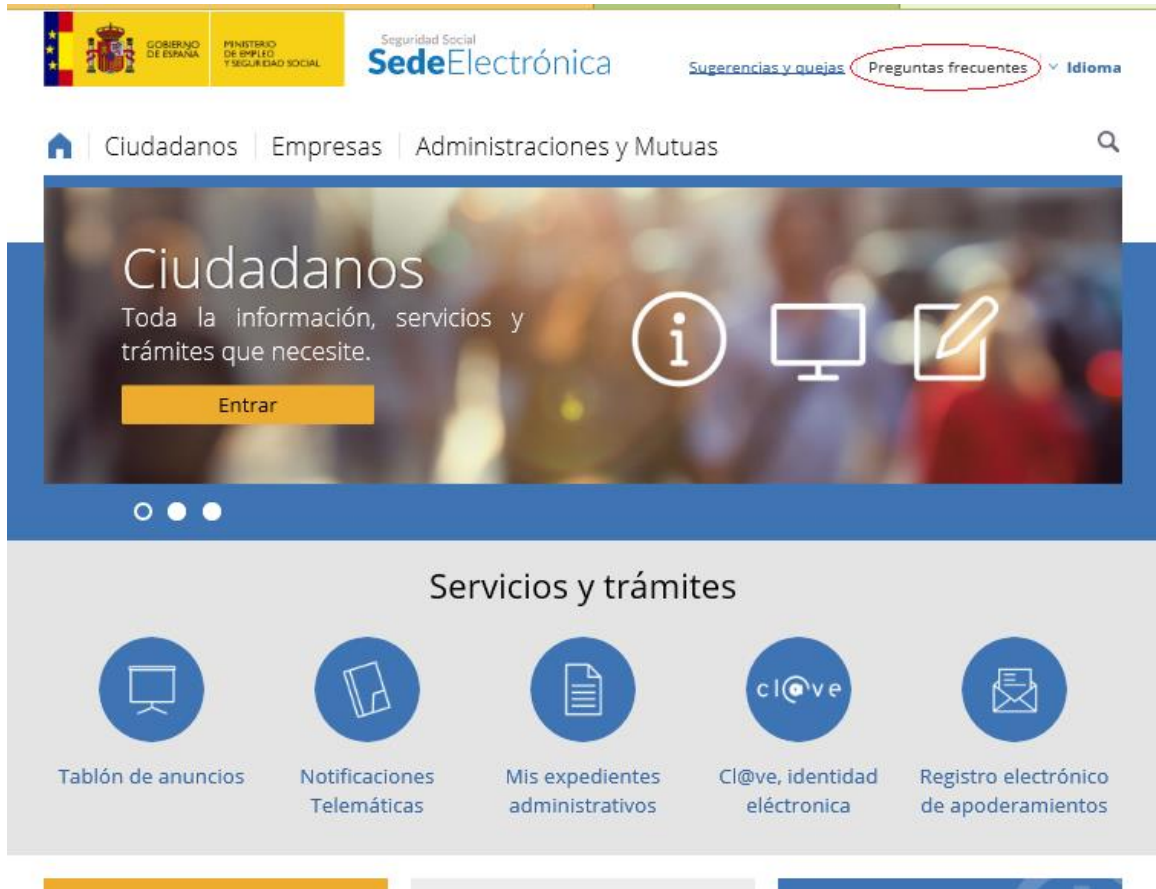 GOBIERNO
DE ESPAÑA
MINISTERIO
DE EMPLEO
Y SEGURIDAD SOCIAL
Seguridad Social
SedeElectrónica
Sugerencias y quejas
Preguntas frecuentes
Idioma
Ciudadanos
Empresas
Administraciones y Mutuas
Ciudadanos
Toda la información, servicios y
trámites que necesite.
Entrar
Servicios y trámites
cl@ve
Tablón de anuncios
Notificaciones
Telemáticas
Mis expedientes
administrativos
Cl@ve, identidad
eléctronica
Registro electrónico
de apoderamientos